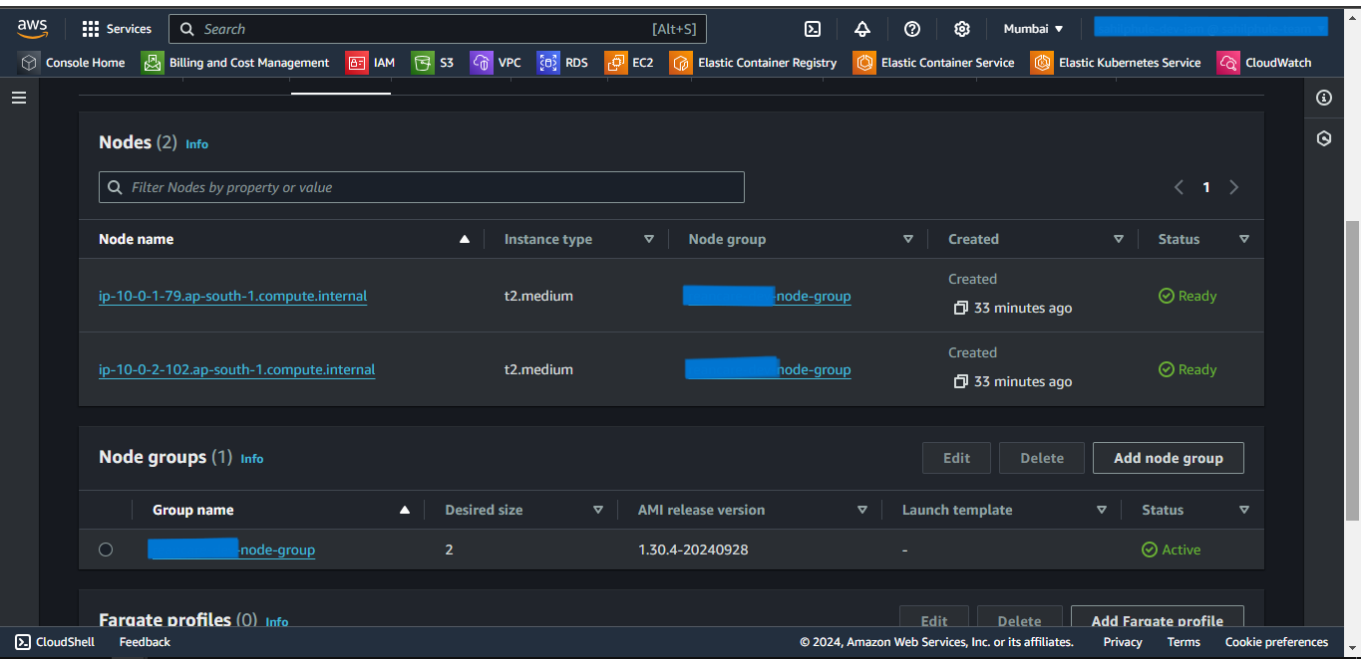 aws Services Search [Alt+S] Mumbai ▼
Console Home Billing and Cost Management IAM S3 VPC RDS EC2 Elastic Container Registry Elastic Container Service Elastic Kubernetes Service CloudWatch
Nodes (2) Info
Filter Nodes by property or value 1
Node name Instance type Node group Created Status
ip-10-0-1-79.ap-south-1.compute.internal t2.medium -node-group Created 33 minutes ago Ready
ip-10-0-2-102.ap-south-1.compute.internal t2.medium node-group Created 33 minutes ago Ready
Node groups (1) Info Edit Delete Add node group
Group name Desired size AMI release version Launch template Status
-node-group 2 1.30.4-20240928 - Active
Fargate profiles (0) Info Edit Delete Add Fargate profile
CloudShell Feedback © 2024, Amazon Web Services, Inc. or its affiliates. Privacy Terms Cookie preferences